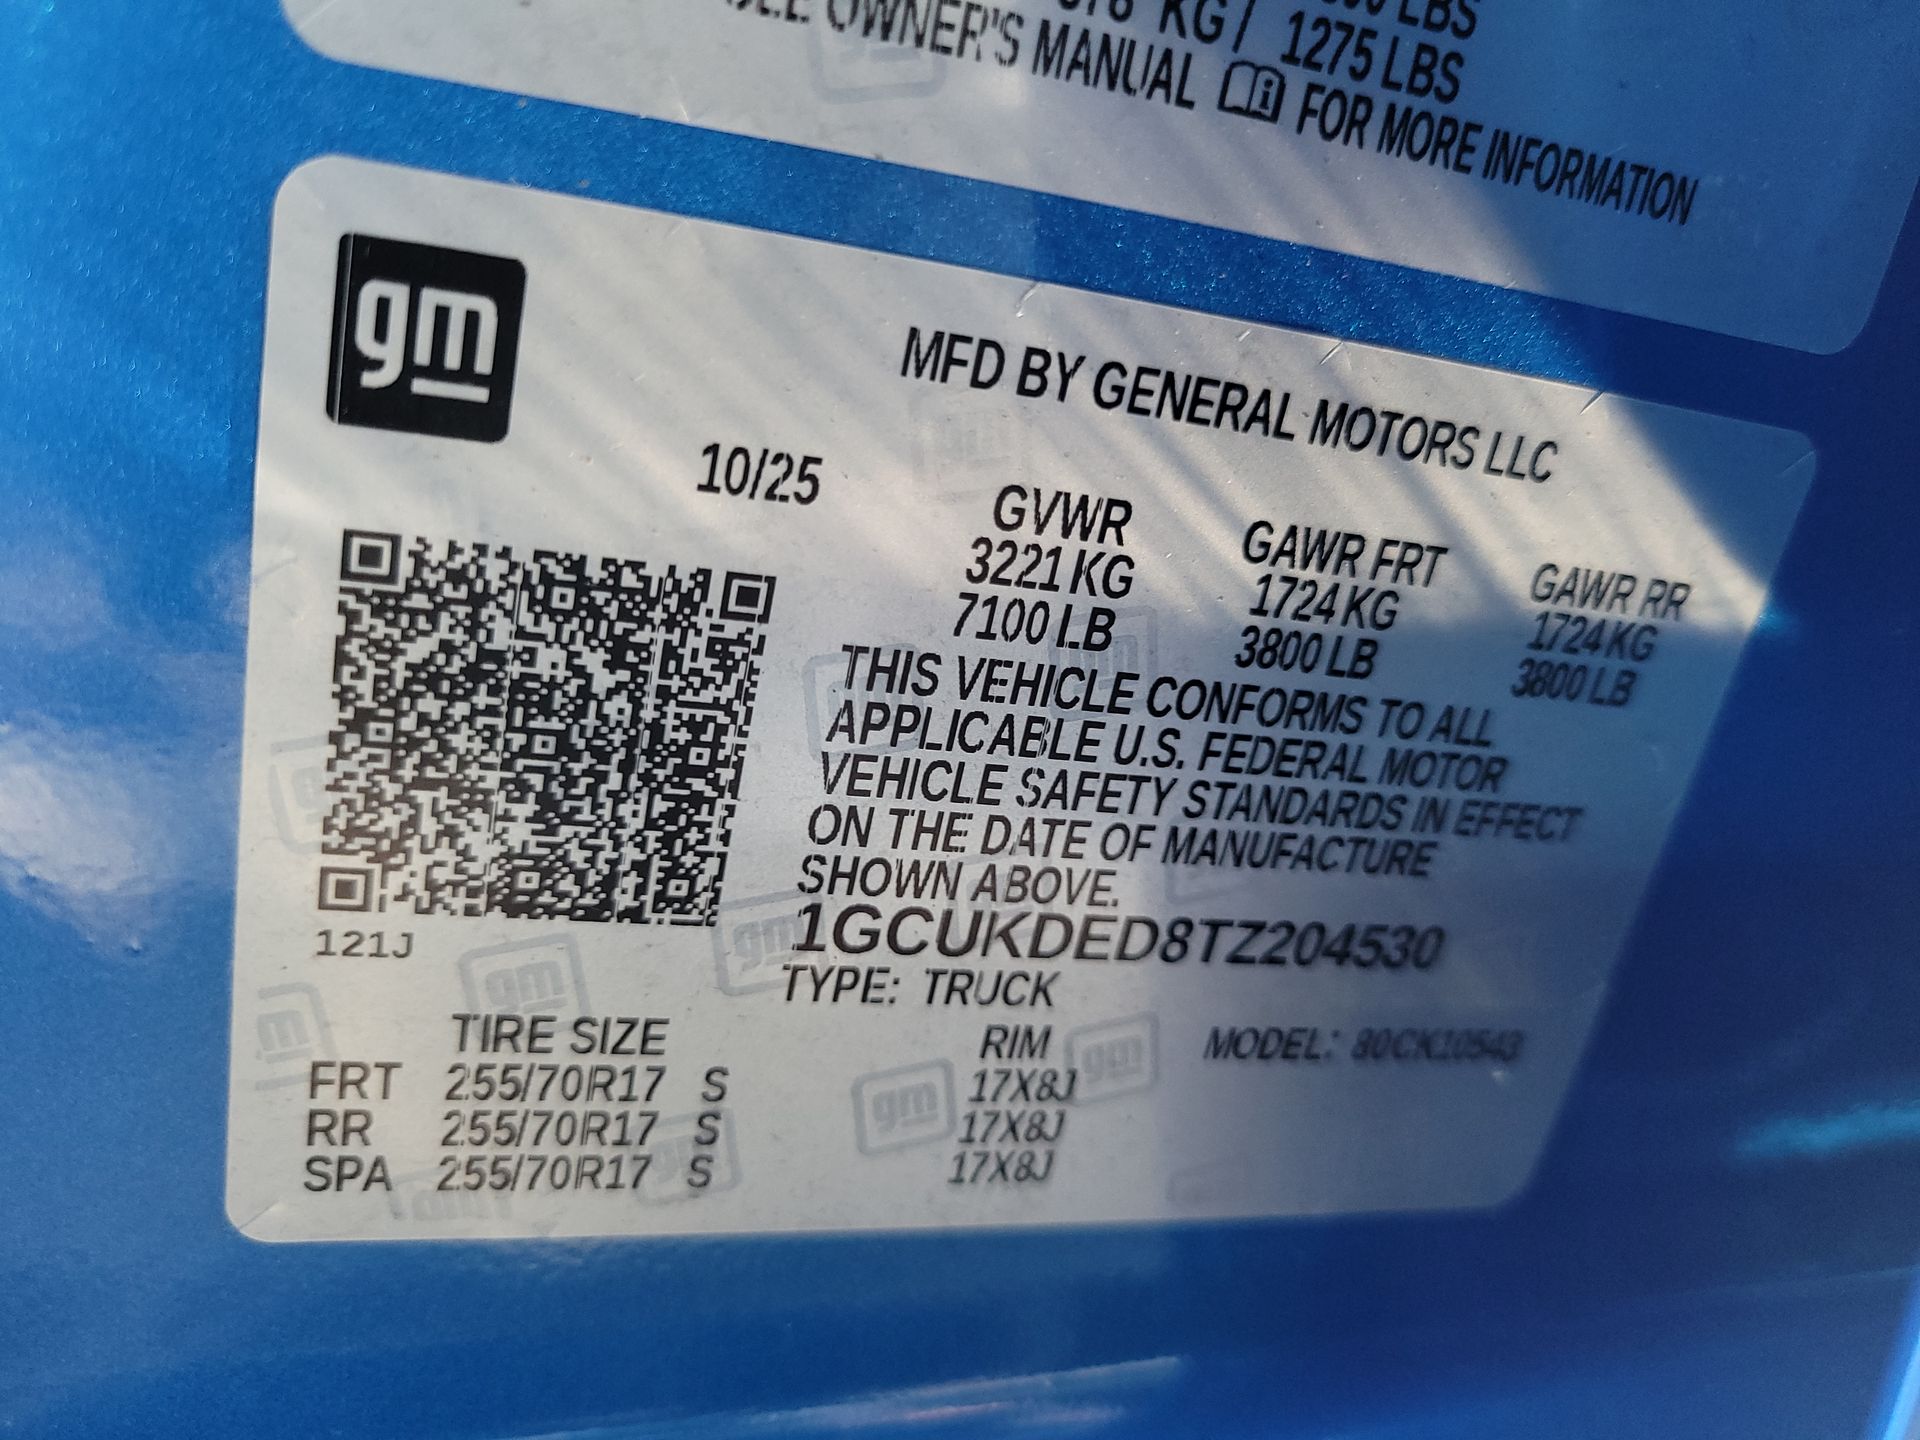 KG / 1275 LBS
OWNER'S MANUAL FOR MORE INFORMATION
gm
MFD BY GENERAL MOTORS LLC
10/25
GVWR GAWR FRT GAWR RR
3221 KG 1724 KG 1724 KG
7100 LB 3800 LB 3800 LB
THIS VEHICLE CONFORMS TO ALL
APPLICABLE U.S. FEDERAL MOTOR
VEHICLE SAFETY STANDARDS IN EFFECT
ON THE DATE OF MANUFACTURE
SHOWN ABOVE.
1GCUKDED8TZ204530
121J
TYPE: TRUCK
TIRE SIZE RIM MODEL:
FRT 255/70R17 S 17X8J
RR 255/70R17 S 17X8J
SPA 255/70R17 S 17X8J